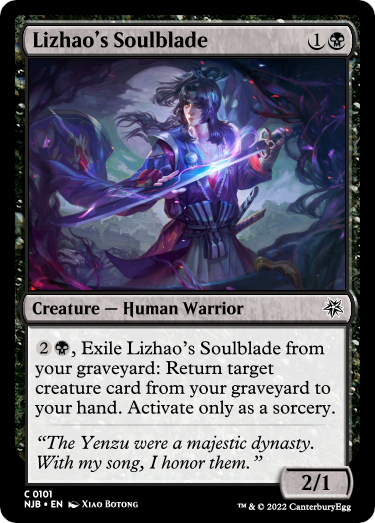 Lizhao's Soulblade 1
Creature — Human Warrior
2, Exile Lizhao's Soulblade from
your graveyard: Return target
creature card from your graveyard to
your hand. Activate only as a sorcery.
“The Yenzu were a majestic dynasty.
With my song, I honor them.”
2/1
C 0101
NJB • EN Xiao Botong
™ & © 2022 CanterburyEgg